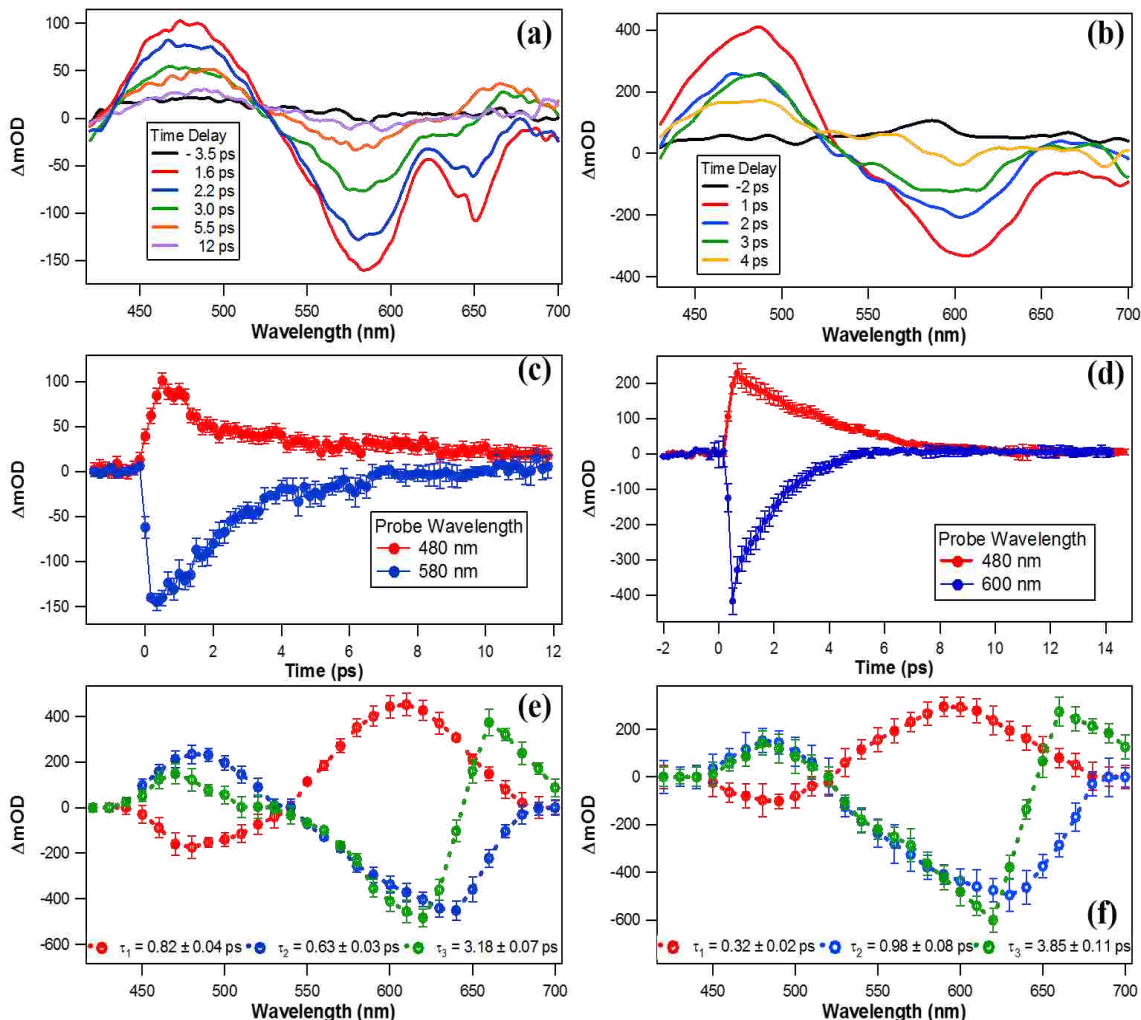 (a)
100
50
0
-50
-100
-150
ΔmOD
Time Delay
- 3.5 ps
1.6 ps
2.2 ps
3.0 ps
5.5 ps
12 ps
450 500 550 600 650 700
Wavelength (nm)
(b)
400
200
0
-200
-400
ΔmOD
Time Delay
-2 ps
1 ps
2 ps
3 ps
4 ps
450 500 550 600 650 700
Wavelength (nm)
(c)
100
50
0
-50
-100
-150
ΔmOD
Probe Wavelength
480 nm
580 nm
0 2 4 6 8 10 12
Time (ps)
(d)
200
100
0
-100
-200
-300
-400
ΔmOD
Probe Wavelength
480 nm
600 nm
-2 0 2 4 6 8 10 12 14
Time (ps)
(e)
400
200
0
-200
-400
-600
ΔmOD
τ1 = 0.82 ± 0.04 ps τ2 = 0.63 ± 0.03 ps τ3 = 3.18 ± 0.07 ps
450 500 550 600 650 700
Wavelength (nm)
(f)
200
0
-200
-400
-600
ΔmOD
τ1 = 0.32 ± 0.02 ps τ2 = 0.98 ± 0.08 ps τ3 = 3.85 ± 0.11 ps
450 500 550 600 650 700
Wavelength (nm)